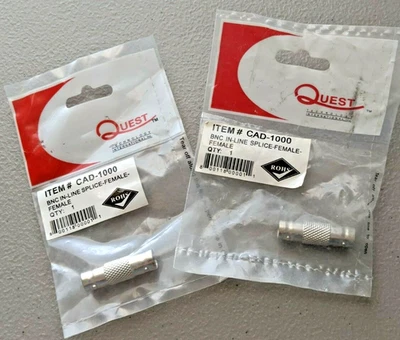 QUEST
ITEM # CAD-1000
BNC IN-LINE SPLICE-FEMALE-
FEMALE
QTY: 1
ROHS
QUEST
ITEM # CAD-1000
BNC IN-LINE SPLICE-FEMALE-
FEMALE
QTY: 1
ROHS